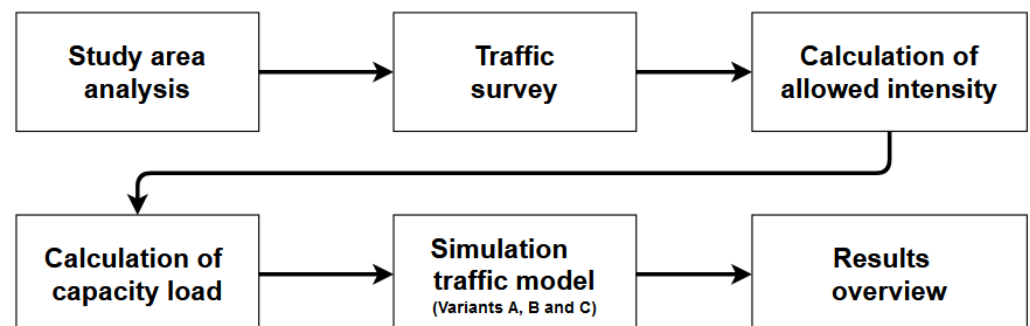 Study area
analysis
Traffic
survey
Calculation of
allowed intensity
Calculation of
capacity load
Simulation
traffic model
(Variants A, B and C)
Results
overview